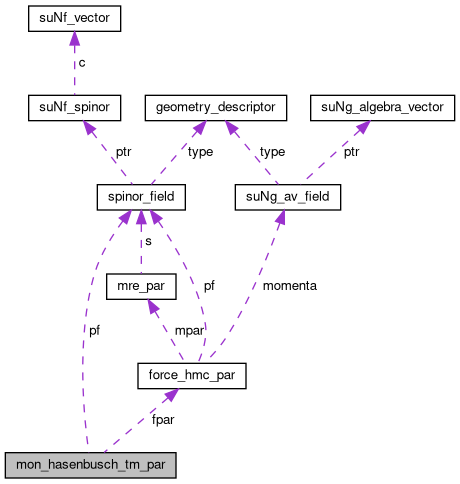 suNf_vector
c
suNf_spinor
geometry_descriptor
suNg_algebra_vector
ptr
type
type
ptr
spinor_field
suNg_av_field
s
mre_par
pf
momenta
pf
mpar
force_hmc_par
fpar
mon_hasenbusch_tm_par